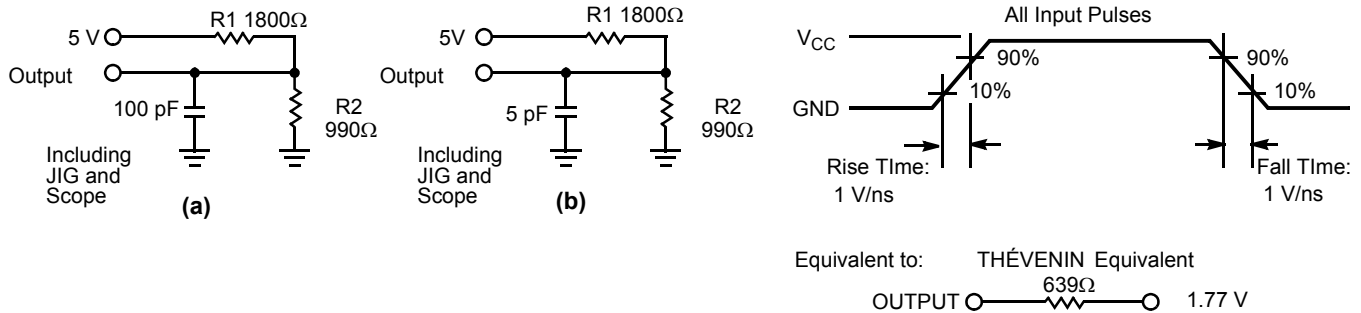 R1 1800Ω
5 V
Output
100 pF
R2
990Ω
Including
JIG and
Scope
(a)
R1 1800Ω
5V
Output
5 pF
R2
990Ω
Including
JIG and
Scope
(b)
All Input Pulses
VCC
90%
90%
10%
10%
GND
Rise TIme:
1 V/ns
Fall TIme:
1 V/ns
Equivalent to: THÉVENIN Equivalent
639Ω
OUTPUT 1.77 V